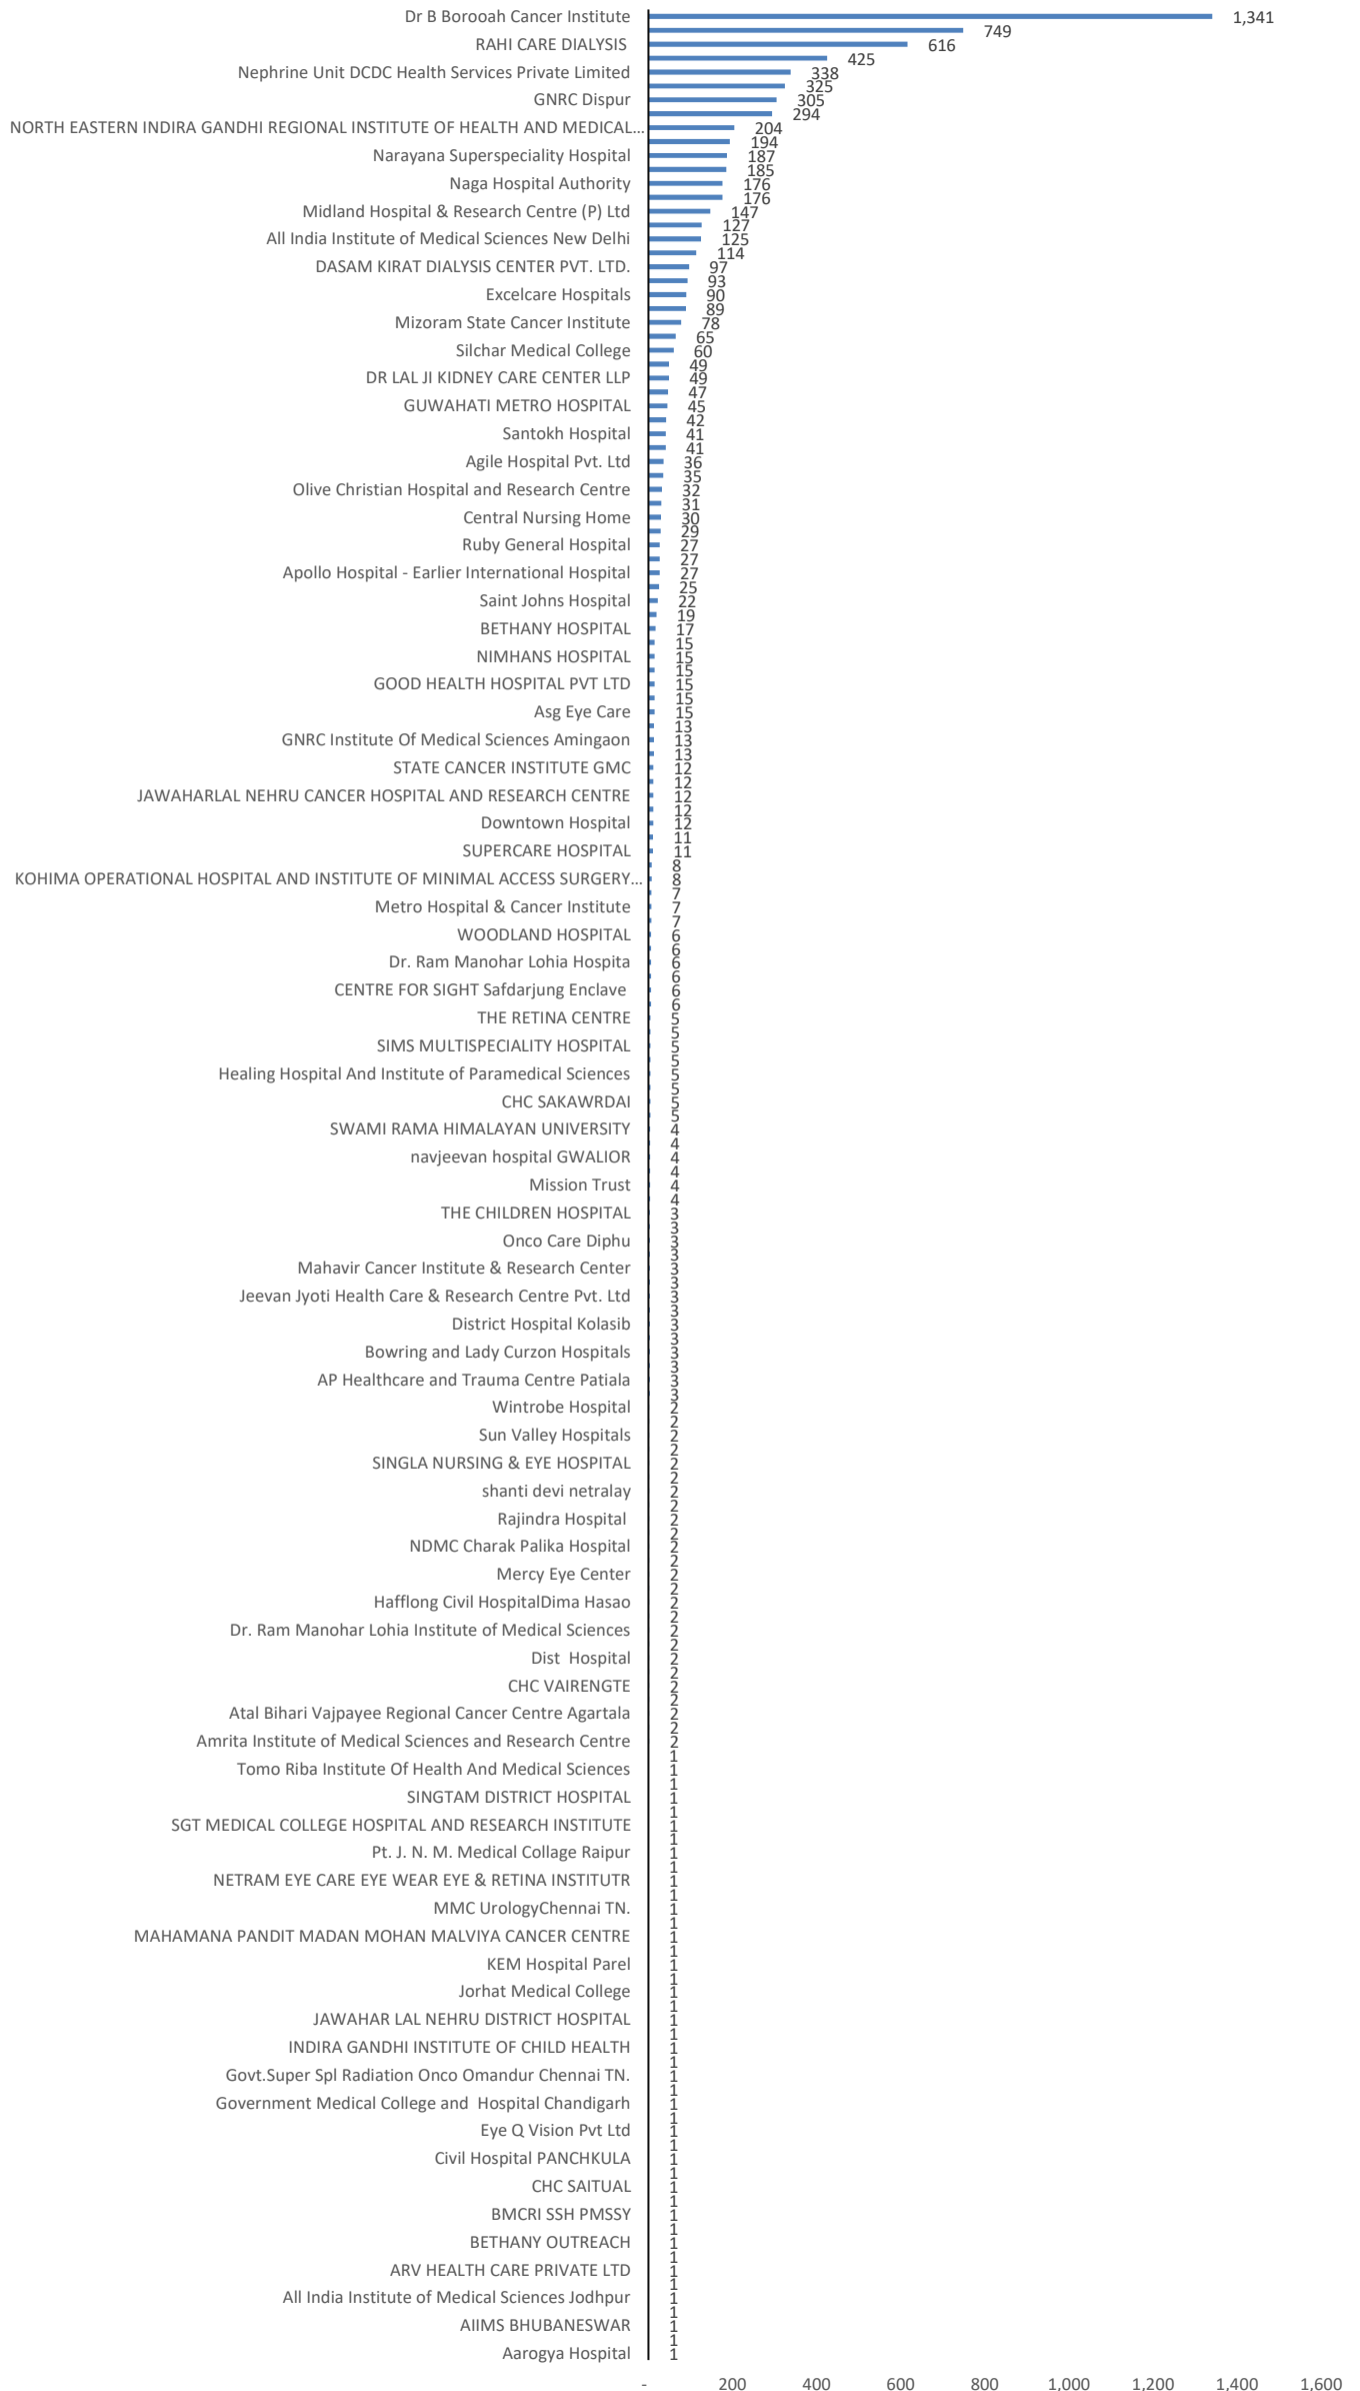 Dr B Borooah Cancer Institute 1,341
749
RAHI CARE DIALYSIS 616
425
Nephrine Unit DCDC Health Services Private Limited 338
325
GNRC Dispur 305
294
NORTH EASTERN INDIRA GANDHI REGIONAL INSTITUTE OF HEALTH AND MEDICAL… 204
194
Narayana Superspeciality Hospital 187
185
Naga Hospital Authority 176
176
Midland Hospital & Research Centre (P) Ltd 147
127
All India Institute of Medical Sciences New Delhi 125
114
DASAM KIRAT DIALYSIS CENTER PVT. LTD. 97
93
Excelcare Hospitals 90
89
Mizoram State Cancer Institute 78
65
Silchar Medical College 60
49
DR LAL JI KIDNEY CARE CENTER LLP 49
47
GUWAHATI METRO HOSPITAL 45
42
Santokh Hospital 41
41
Agile Hospital Pvt. Ltd 36
35
Olive Christian Hospital and Research Centre 32
31
Central Nursing Home 30
29
Ruby General Hospital 27
27
Apollo Hospital - Earlier International Hospital 27
25
Saint Johns Hospital 22
19
BETHANY HOSPITAL 17
15
NIMHANS HOSPITAL 15
15
GOOD HEALTH HOSPITAL PVT LTD 15
15
Asg Eye Care 15
13
GNRC Institute Of Medical Sciences Amingaon 13
13
STATE CANCER INSTITUTE GMC 12
12
JAWAHARLAL NEHRU CANCER HOSPITAL AND RESEARCH CENTRE 12
12
Downtown Hospital 12
11
SUPERCARE HOSPITAL 11
8
KOHIMA OPERATIONAL HOSPITAL AND INSTITUTE OF MINIMAL ACCESS SURGERY… 8
7
Metro Hospital & Cancer Institute 7
7
WOODLAND HOSPITAL 6
6
Dr. Ram Manohar Lohia Hospita 6
6
CENTRE FOR SIGHT Safdarjung Enclave 6
6
THE RETINA CENTRE 5
5
SIMS MULTISPECIALITY HOSPITAL 5
5
Healing Hospital And Institute of Paramedical Sciences 5
5
CHC SAKAWRDAI 5
5
SWAMI RAMA HIMALAYAN UNIVERSITY 4
4
navjeevan hospital GWALIOR 4
4
Mission Trust 4
4
THE CHILDREN HOSPITAL 3
3
Onco Care Diphu 3
3
Mahavir Cancer Institute & Research Center 3
3
Jeevan Jyoti Health Care & Research Centre Pvt. Ltd 3
3
District Hospital Kolasib 3
3
Bowring and Lady Curzon Hospitals 3
3
AP Healthcare and Trauma Centre Patiala 3
3
Wintrobe Hospital 2
2
Sun Valley Hospitals 2
2
SINGLA NURSING & EYE HOSPITAL 2
2
shanti devi netralay 2
2
Rajindra Hospital 2
2
NDMC Charak Palika Hospital 2
2
Mercy Eye Center 2
2
Hafflong Civil HospitalDima Hasao 2
2
Dr. Ram Manohar Lohia Institute of Medical Sciences 2
2
Dist Hospital 2
2
CHC VAIRENGTE 2
2
Atal Bihari Vajpayee Regional Cancer Centre Agartala 2
2
Amrita Institute of Medical Sciences and Research Centre 2
1
Tomo Riba Institute Of Health And Medical Sciences 1
1
SINGTAM DISTRICT HOSPITAL 1
1
SGT MEDICAL COLLEGE HOSPITAL AND RESEARCH INSTITUTE 1
1
Pt. J. N. M. Medical Collage Raipur 1
1
NETRAM EYE CARE EYE WEAR EYE & RETINA INSTITUTR 1
1
MMC UrologyChennai TN. 1
1
MAHAMANA PANDIT MADAN MOHAN MALVIYA CANCER CENTRE 1
1
KEM Hospital Parel 1
1
Jorhat Medical College 1
1
JAWAHAR LAL NEHRU DISTRICT HOSPITAL 1
1
INDIRA GANDHI INSTITUTE OF CHILD HEALTH 1
1
Govt.Super Spl Radiation Onco Omandur Chennai TN. 1
1
Government Medical College and Hospital Chandigarh 1
1
Eye Q Vision Pvt Ltd 1
1
Civil Hospital PANCHKULA 1
1
CHC SAITUAL 1
1
BMCRI SSH PMSSY 1
1
BETHANY OUTREACH 1
1
ARV HEALTH CARE PRIVATE LTD 1
1
All India Institute of Medical Sciences Jodhpur 1
1
AIIMS BHUBANESWAR 1
1
Aarogya Hospital 1
- 200 400 600 800 1,000 1,200 1,400 1,600